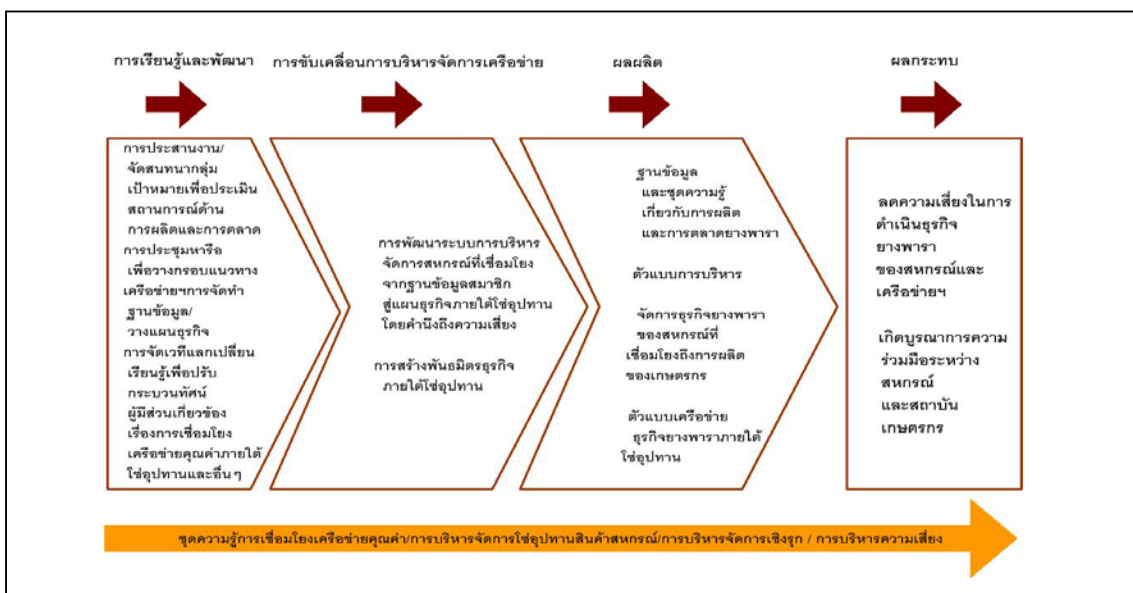 การเรียนรู้และพัฒนา
การขับเคลื่อนการบริหารจัดการเครือข่าย
ผลผลิต
ผลกระทบ
การประสานงาน/
จัดสนทนากลุ่ม
เป้าหมายเพื่อประเมิน
สถานการณ์ด้าน
การผลิตและการตลาด
การประชุมหารือ
เพื่อวางกรอบแนวทาง
เครือข่ายฯการจัดทำ
ฐานข้อมูล/
วางแผนธุรกิจ
การจัดเวทีแลกเปลี่ยน
เรียนรู้เพื่อปรับ
กระบวนทัศน์
ผู้มีส่วนเกี่ยวข้อง
เรื่องการเชื่อมโยง
เครือข่ายคุณค่าภายใต้
โซ่อุปทานและอื่นๆ
การพัฒนาระบบการบริหาร
จัดการสหกรณ์ที่เชื่อมโยง
จากฐานข้อมูลสมาชิก
สู่แผนธุรกิจภายใต้โซ่อุปทาน
โดยคำนึงถึงความเสี่ยง
การสร้างพันธมิตรธุรกิจ
ภายใต้โซ่อุปทาน
ฐานข้อมูล
และชุดความรู้
เกี่ยวกับการผลิต
และการตลาดยางพารา
ตัวแบบการบริหาร
จัดการธุรกิจยางพารา
ของสหกรณ์ที่
เชื่อมโยงถึงการผลิต
ของเกษตรกร
ตัวแบบเครือข่าย
ธุรกิจยางพาราภายใต้
โซ่อุปทาน
ลดความเสี่ยงในการ
ดำเนินธุรกิจ
ยางพารา
ของสหกรณ์และ
เครือข่ายฯ
เกิดบูรณาการความ
ร่วมมือระหว่าง
สหกรณ์
และสถาบัน
เกษตรกร
ชุดความรู้การเชื่อมโยงเครือข่ายคุณค่า/การบริหารจัดการโซ่อุปทานสินค้าสหกรณ์/การบริหารจัดการเชิงรุก / การบริหารความเสี่ยง